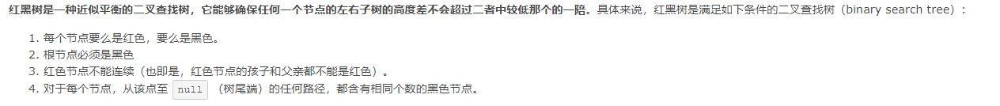 红黑树是一种近似平衡的二叉查找树，它能够确保任何一个节点的左右子树的高度差不会超过二者中较低那个的一陪。具体来说，红黑树是满足如下条件的二叉查找树（binary search tree）：
1. 每个节点要么是红色，要么是黑色。
2. 根节点必须是黑色
3. 红色节点不能连续（也即是，红色节点的孩子和父亲都不能是红色）。
4. 对于每个节点，从该点至 null （树尾端）的任何路径，都含有相同个数的黑色节点。